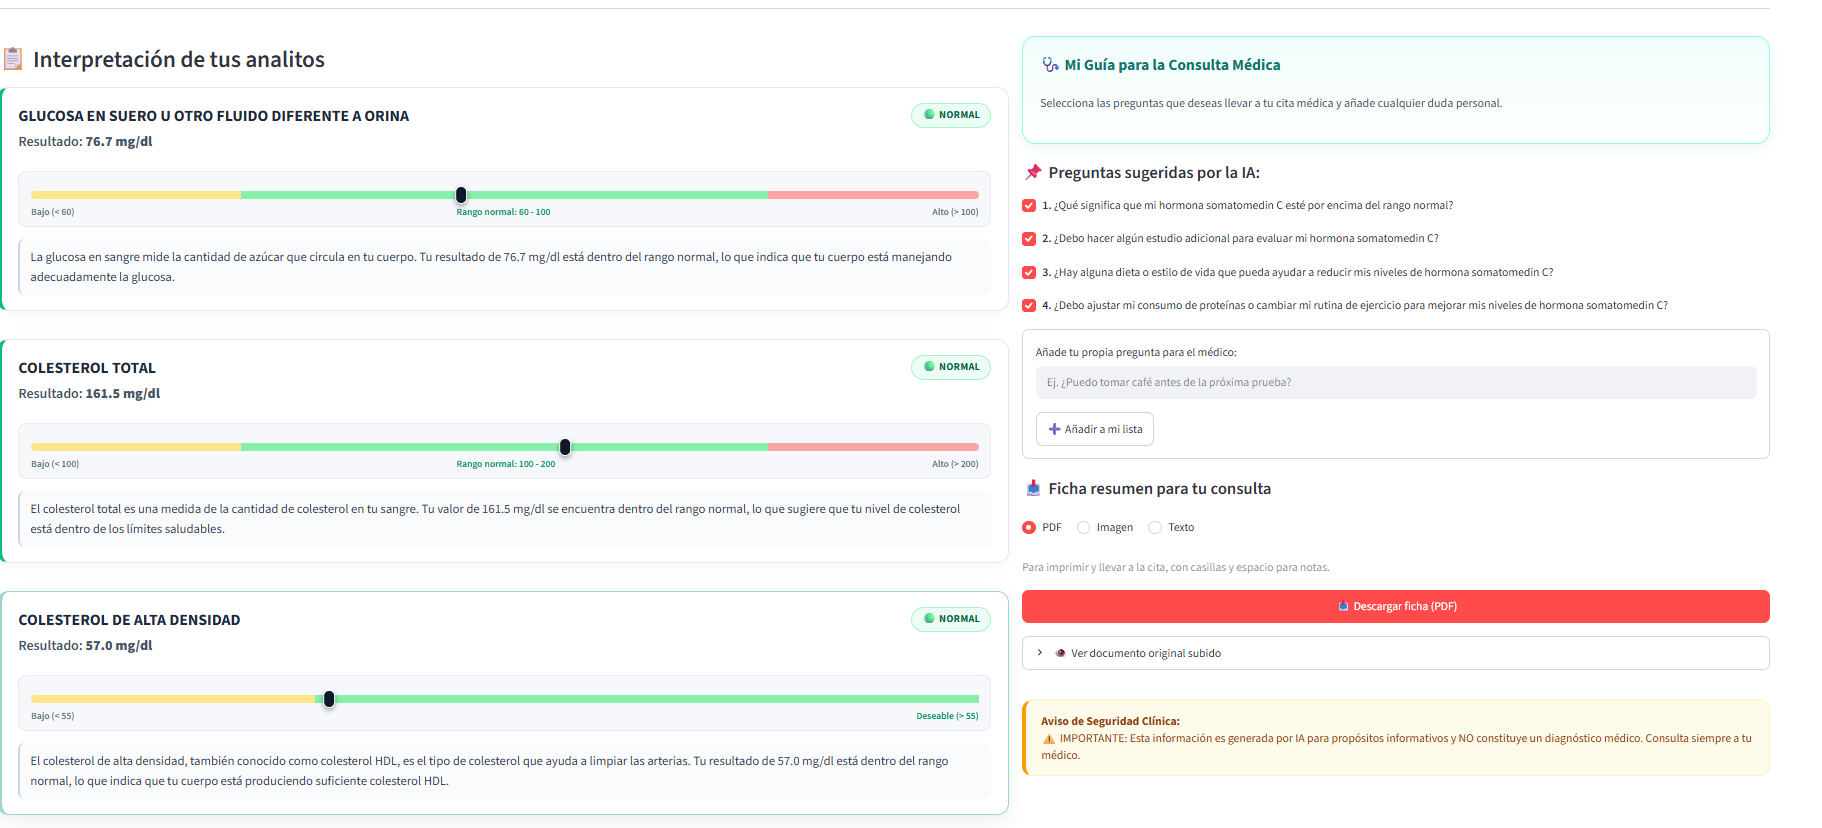 Interpretación de tus analitos
GLUCOSA EN SUERO U OTRO FLUIDO DIFERENTE A ORINA
NORMAL
Resultado: 76.7 mg/dl
Bajo (< 60)
Rango normal: 60 - 100
Alto (> 100)
La glucosa en sangre mide la cantidad de azúcar que circula en tu cuerpo. Tu resultado de 76.7 mg/dl está dentro del rango normal, lo que indica que tu cuerpo está manejando
adecuadamente la glucosa.
COLESTEROL TOTAL
NORMAL
Resultado: 161.5 mg/dl
Bajo (< 100)
Rango normal: 100 - 200
Alto (> 200)
El colesterol total es una medida de la cantidad de colesterol en tu sangre. Tu valor de 161.5 mg/dl se encuentra dentro del rango normal, lo que sugiere que tu nivel de colesterol
está dentro de los límites saludables.
COLESTEROL DE ALTA DENSIDAD
NORMAL
Resultado: 57.0 mg/dl
Bajo (< 55)
Deseable (> 55)
El colesterol de alta densidad, también conocido como colesterol HDL, es el tipo de colesterol que ayuda a limpiar las arterias. Tu resultado de 57.0 mg/dl está dentro del rango
normal, lo que indica que tu cuerpo está produciendo suficiente colesterol HDL.
Mi Guía para la Consulta Médica
Selecciona las preguntas que deseas llevar a tu cita médica y añade cualquier duda personal.
Preguntas sugeridas por la IA:
1. ¿Qué significa que mi hormona somatomedin C esté por encima del rango normal?
2. ¿Debo hacer algún estudio adicional para evaluar mi hormona somatomedin C?
3. ¿Hay alguna dieta o estilo de vida que pueda ayudar a reducir mis niveles de hormona somatomedin C?
4. ¿Debo ajustar mi consumo de proteínas o cambiar mi rutina de ejercicio para mejorar mis niveles de hormona somatomedin C?
Añade tu propia pregunta para el médico:
Ej. ¿Puedo tomar café antes de la próxima prueba?
Añadir a mi lista
Ficha resumen para tu consulta
PDF
Imagen
Texto
Para imprimir y llevar a la cita, con casillas y espacio para notas.
Descargar ficha (PDF)
Ver documento original subido
Aviso de Seguridad Clínica:
IMPORTANTE: Esta información es generada por IA para propósitos informativos y NO constituye un diagnóstico médico. Consulta siempre a tu
médico.